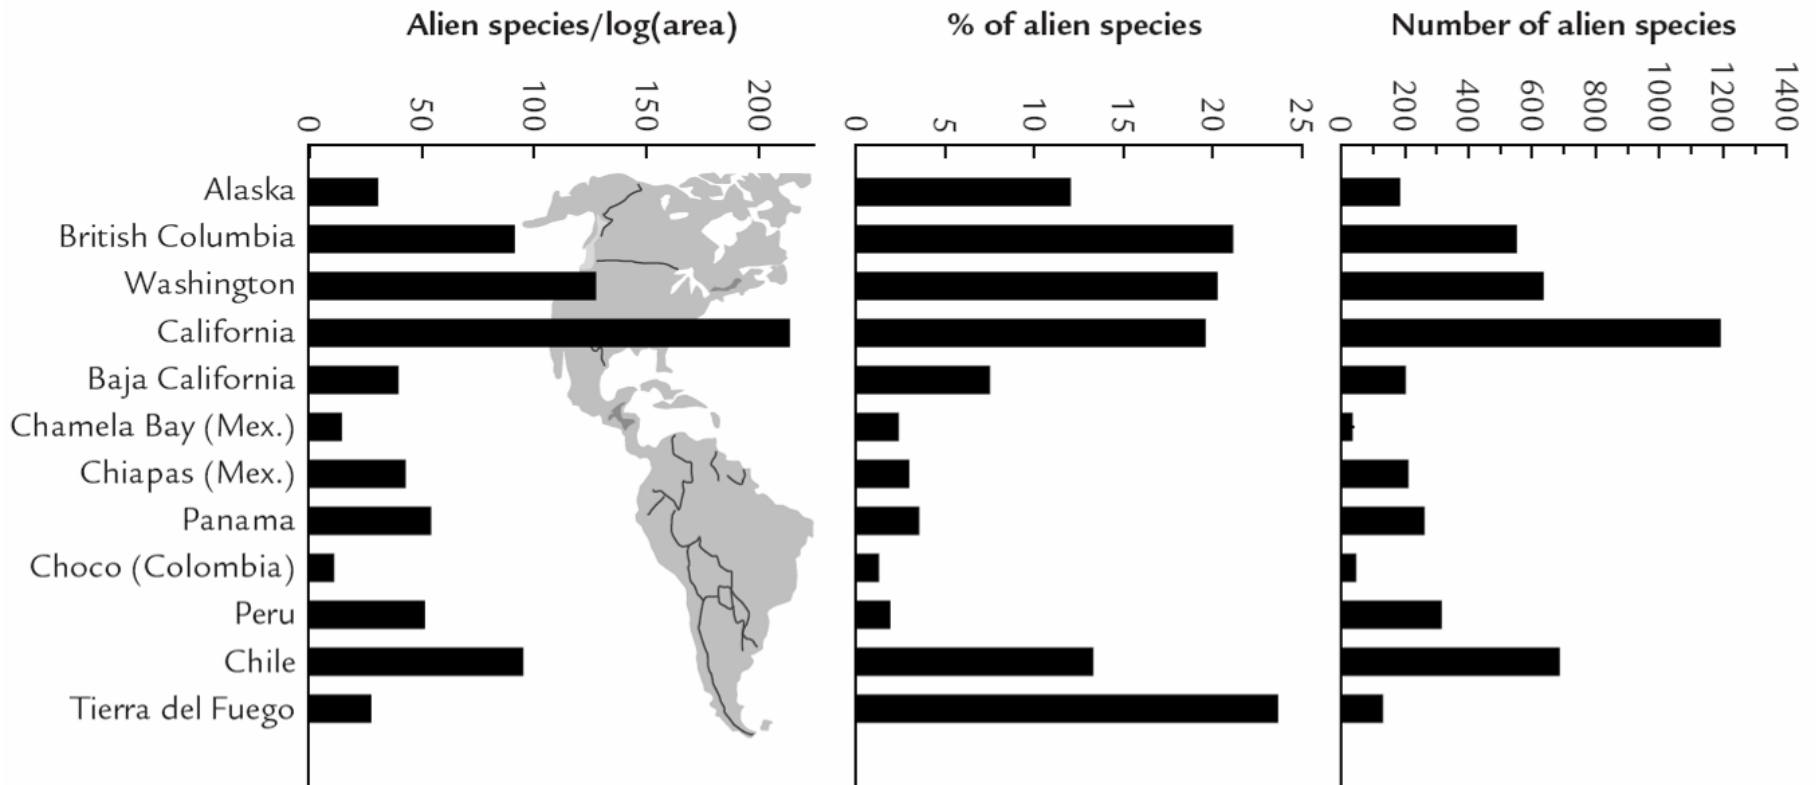 Alien species/log(area)
% of alien species
Number of alien species
0 50 100 150 200
0 5 10 15 20 25
0 200 400 600 800 1000 1200 1400
Alaska
British Columbia
Washington
California
Baja California
Chamela Bay (Mex.)
Chiapas (Mex.)
Panama
Choco (Colombia)
Peru
Chile
Tierra del Fuego